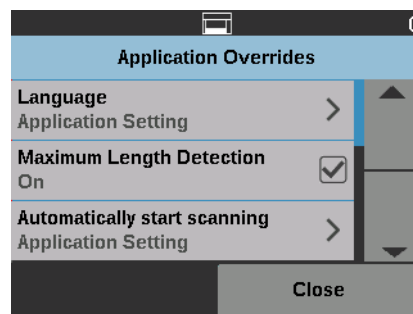 Application Overrides
Language
Application Setting
Maximum Length Detection
On
Automatically start scanning
Application Setting
Close